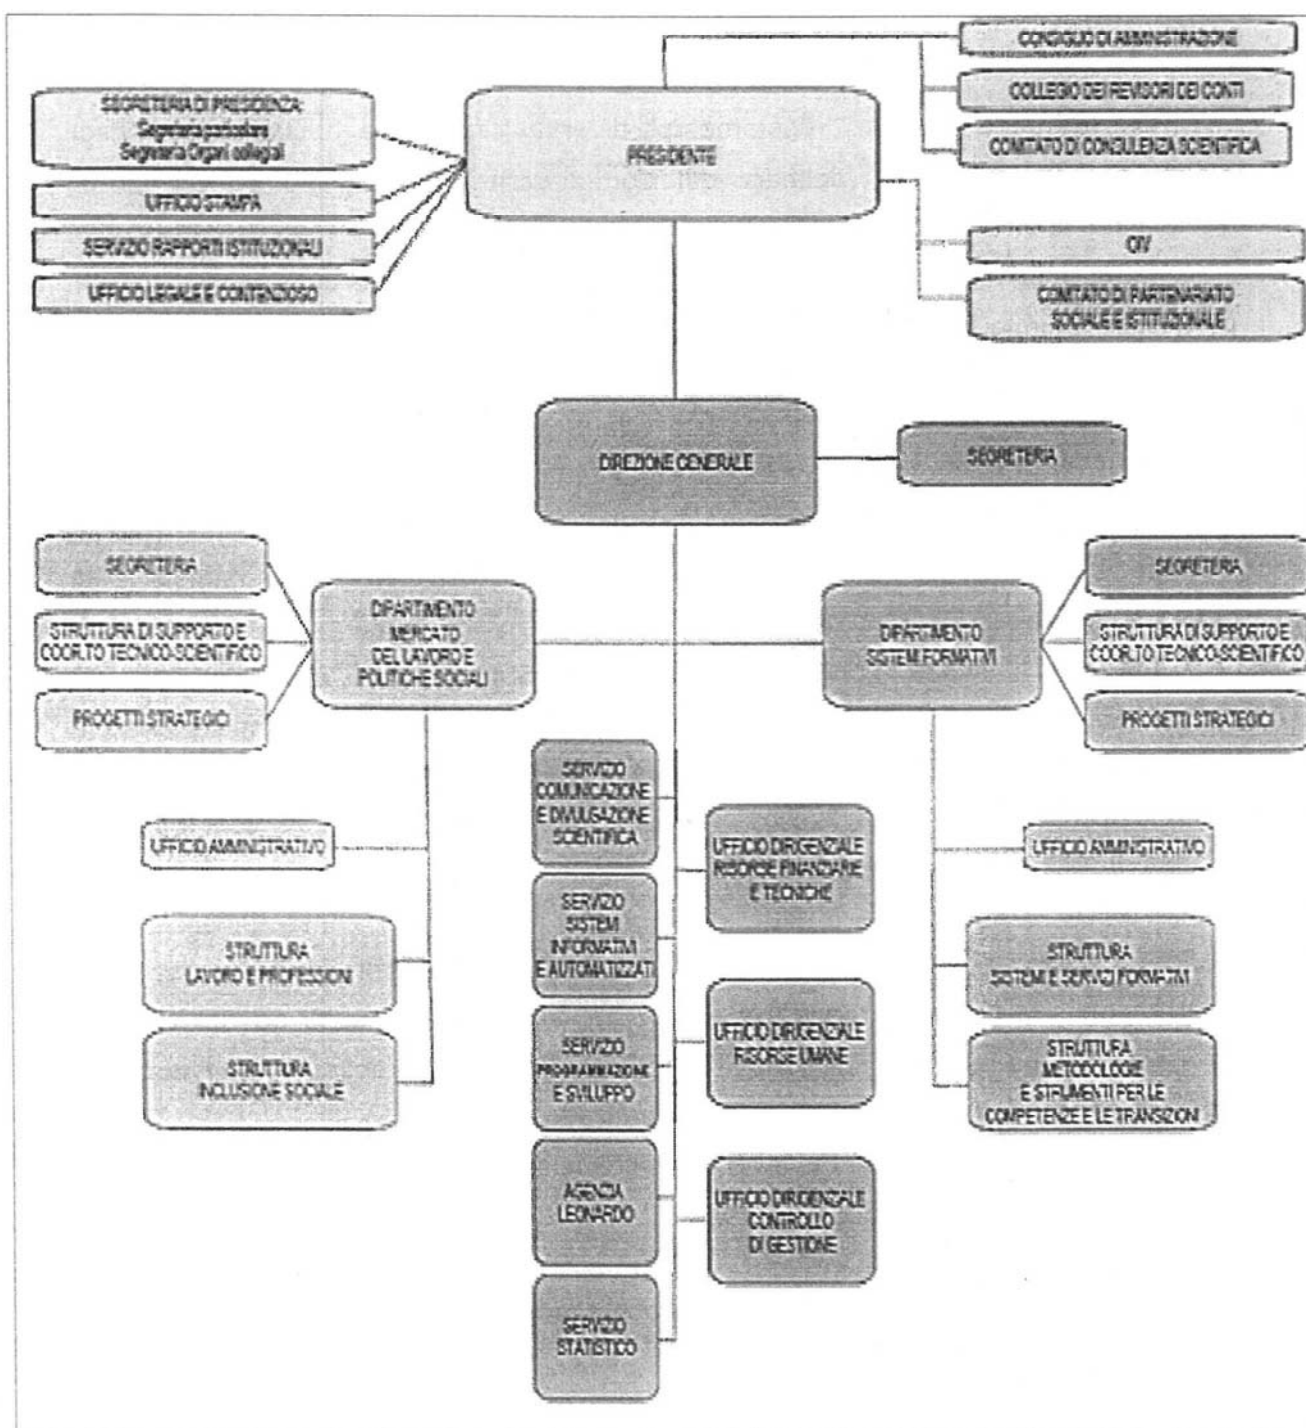 CONSIGLIO DI AMMINISTRAZIONE
COLLEGIO DEI REVISORI DEI CONTI
COMITATO DI CONSULENZA SCIENTIFICA
SEGRETERIA DI PRESIDENZA:
Segreteria particolare
Segreteria Organi collegiali
UFFICIO STAMPA
SERVIZIO RAPPORTI ISTITUZIONALI
UFFICIO LEGALE E CONTENZIOSO
PRESIDENTE
OIV
COMITATO DI PARTENARIATO
SOCIALE E ISTITUZIONALE
DIREZIONE GENERALE
SEGRETERIA
SEGRETERIA
STRUTTURA DI SUPPORTO E
COOR.TO TECNICO-SCIENTIFICO
PROGETTI STRATEGICI
DIPARTIMENTO
MERCATO
DEL LAVORO E
POLITICHE SOCIALI
DIPARTIMENTO
SISTEMI FORMATIVI
SEGRETERIA
STRUTTURA DI SUPPORTO E
COOR.TO TECNICO-SCIENTIFICO
PROGETTI STRATEGICI
UFFICIO AMMINISTRATIVO
STRUTTURA
LAVORO E PROFESSIONI
STRUTTURA
INCLUSIONE SOCIALE
SERVIZIO
COMUNICAZIONE
E DIVULGAZIONE
SCIENTIFICA
SERVIZIO
SISTEMI
INFORMATIVI
E AUTOMATIZZATI
SERVIZIO
PROGRAMMAZIONE
E SVILUPPO
AGENZIA
LEONARDO
SERVIZIO
STATISTICO
UFFICIO DIRIGENZIALE
RISORSE FINANZIARIE
E TECNICHE
UFFICIO DIRIGENZIALE
RISORSE UMANE
UFFICIO DIRIGENZIALE
CONTROLLO
DI GESTIONE
UFFICIO AMMINISTRATIVO
STRUTTURA
SISTEMI E SERVIZI FORMATIVI
STRUTTURA
METODOLOGIE
E STRUMENTI PER LE
COMPETENZE E LE TRANSIZIONI